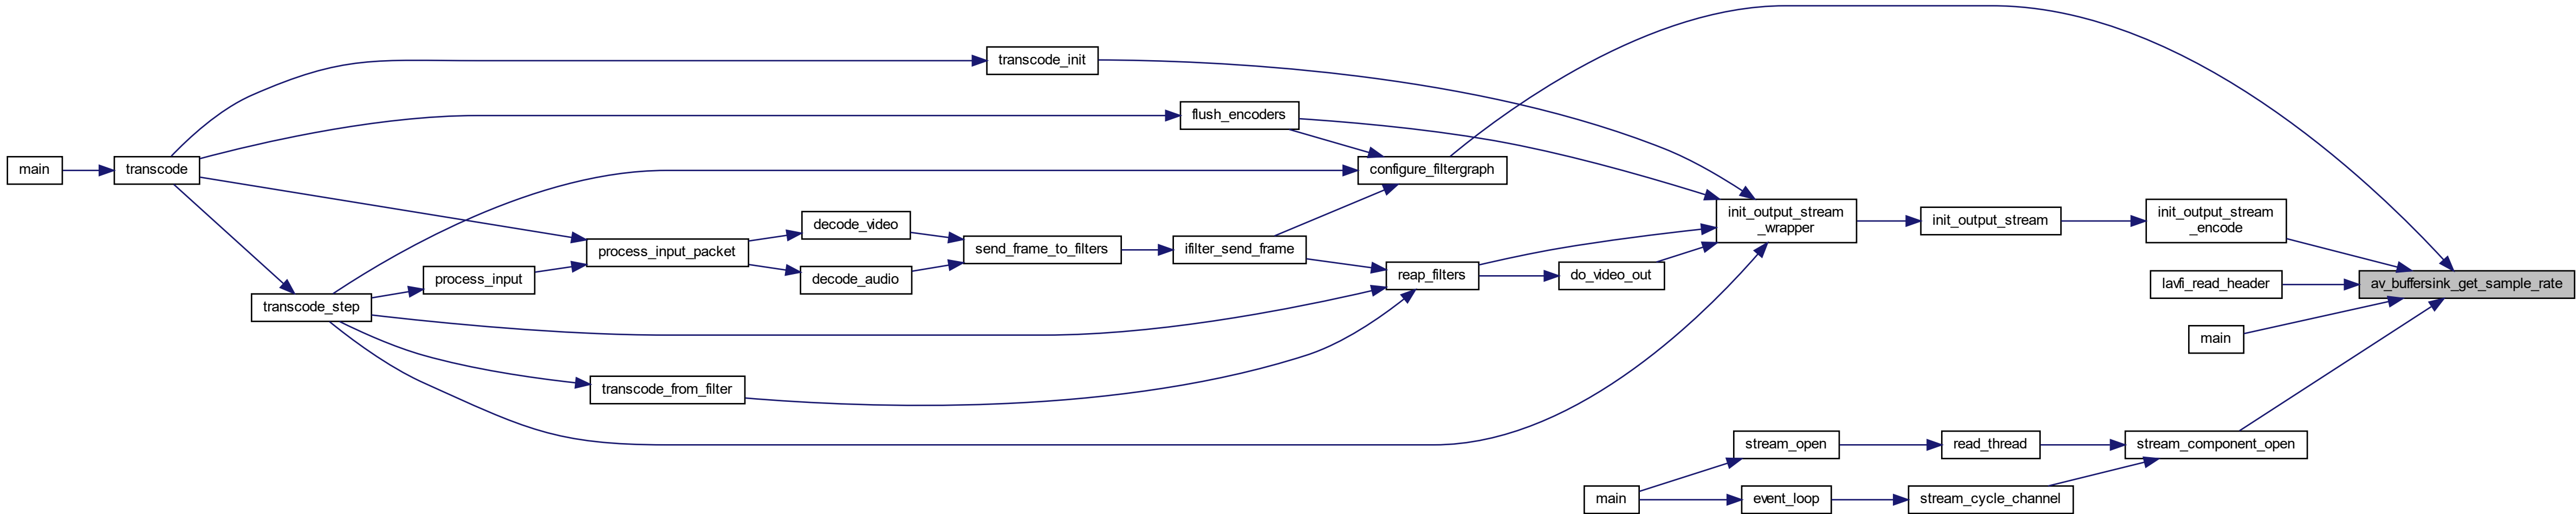 transcode_init
flush_encoders
main
transcode
configure_filtergraph
init_output_stream
_wrapper
init_output_stream
init_output_stream
_encode
decode_video
process_input_packet
send_frame_to_filters
ifilter_send_frame
process_input
decode_audio
reap_filters
do_video_out
lavfi_read_header
av_buffersink_get_sample_rate
transcode_step
main
transcode_from_filter
stream_open
read_thread
stream_component_open
main
event_loop
stream_cycle_channel